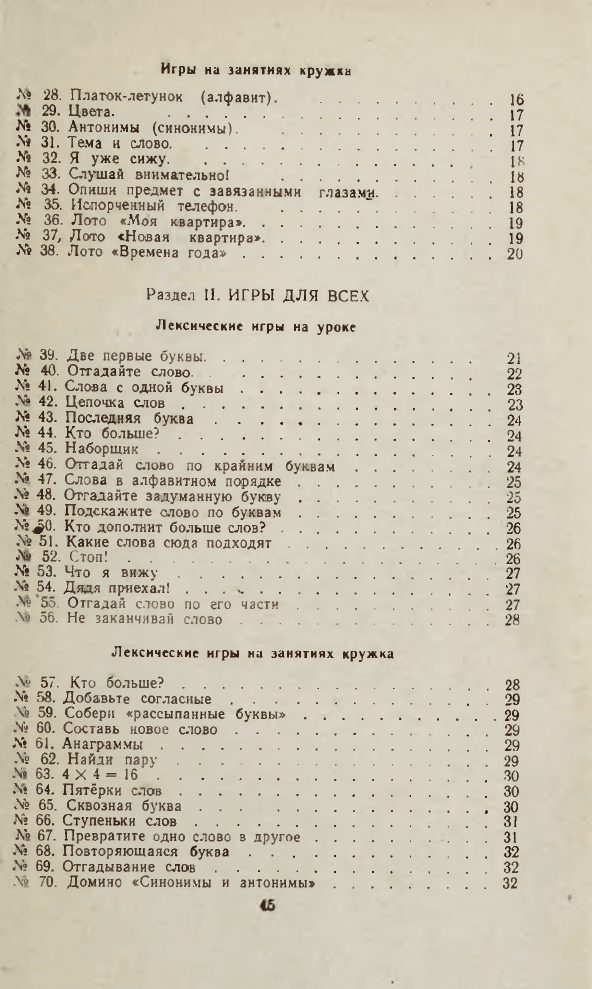 Игры на занятиях кружка
№ 28. Платок-летунок (алфавит). . . . . . . . . . 16
№ 29. Цвета. . . . . . . . . . . . . 17
№ 30. Антонимы (синонимы). . . . . . . . . . 17
№ 31. Тема и слово. . . . . . . . . . . . 17
№ 32. Я уже сижу. . . . . . . . . . . . 18
№ 33. Слушай внимательно! . . . . . . . . . 18
№ 34. Опиши предмет с завязанными глазами. . . . . . . 18
№ 35. Испорченный телефон. . . . . . . . . . 18
№ 36. Лото «Моя квартира». . . . . . . . . . . 19
№ 37, Лото «Новая квартира». . . . . . . . . . 19
№ 38. Лото «Времена года» . . . . . . . . . . . 20
Раздел II. ИГРЫ ДЛЯ ВСЕХ
Лексические игры на уроке
№ 39. Две первые буквы. . . . . . . . . . . . 21
№ 40. Отгадайте слово. . . . . . . . . . . . 22
№ 41. Слова с одной буквы . . . . . . . . . . . 23
№ 42. Цепочка слов . . . . . . . . . . . . . 23
№ 43. Последняя буква . . . . . . . . . . . . 24
№ 44. Кто больше? . . . . . . . . . . . . . 24
№ 45. Наборщик . . . . . . . . . . . . . . 24
№ 46. Отгадай слово по крайним буквам . . . . . . . 24
№ 47. Слова в алфавитном порядке . . . . . . . . . 25
№ 48. Отгадайте задуманную букву . . . . . . . . . 25
№ 49. Подскажите слово по буквам . . . . . . . . . 25
№ 50. Кто дополнит больше слов? . . . . . . . . . 26
№ 51. Какие слова сюда подходят . . . . . . . . . 26
№ 52. Стоп! . . . . . . . . . . . . . . . 26
№ 53. Что я вижу . . . . . . . . . . . . . 27
№ 54. Дядя приехал! . . . . . . . . . . . . . 27
№ 55. Отгадай слово по его части . . . . . . . . . 27
№ 56. Не заканчивай слово . . . . . . . . . . . 28
Лексические игры на занятиях кружка
№ 57. Кто больше? . . . . . . . . . . . . . 28
№ 58. Добавьте согласные . . . . . . . . . . . 29
№ 59. Собери «рассыпанные буквы» . . . . . . . . 29
№ 60. Составь новое слово . . . . . . . . . . . 29
№ 61. Анаграммы . . . . . . . . . . . . . . 29
№ 62. Найди пару . . . . . . . . . . . . . 29
№ 63. 4 × 4 = 16 . . . . . . . . . . . . . . 30
№ 64. Пятёрки слов . . . . . . . . . . . . . 30
№ 65. Сквозная буква . . . . . . . . . . . . 30
№ 66. Ступеньки слов . . . . . . . . . . . . 31
№ 67. Превратите одно слово в другое . . . . . . . . 31
№ 68. Повторяющаяся буква . . . . . . . . . . 32
№ 69. Отгадывание слов . . . . . . . . . . . . 32
№ 70. Домино «Синонимы и антонимы» . . . . . . . 32
45